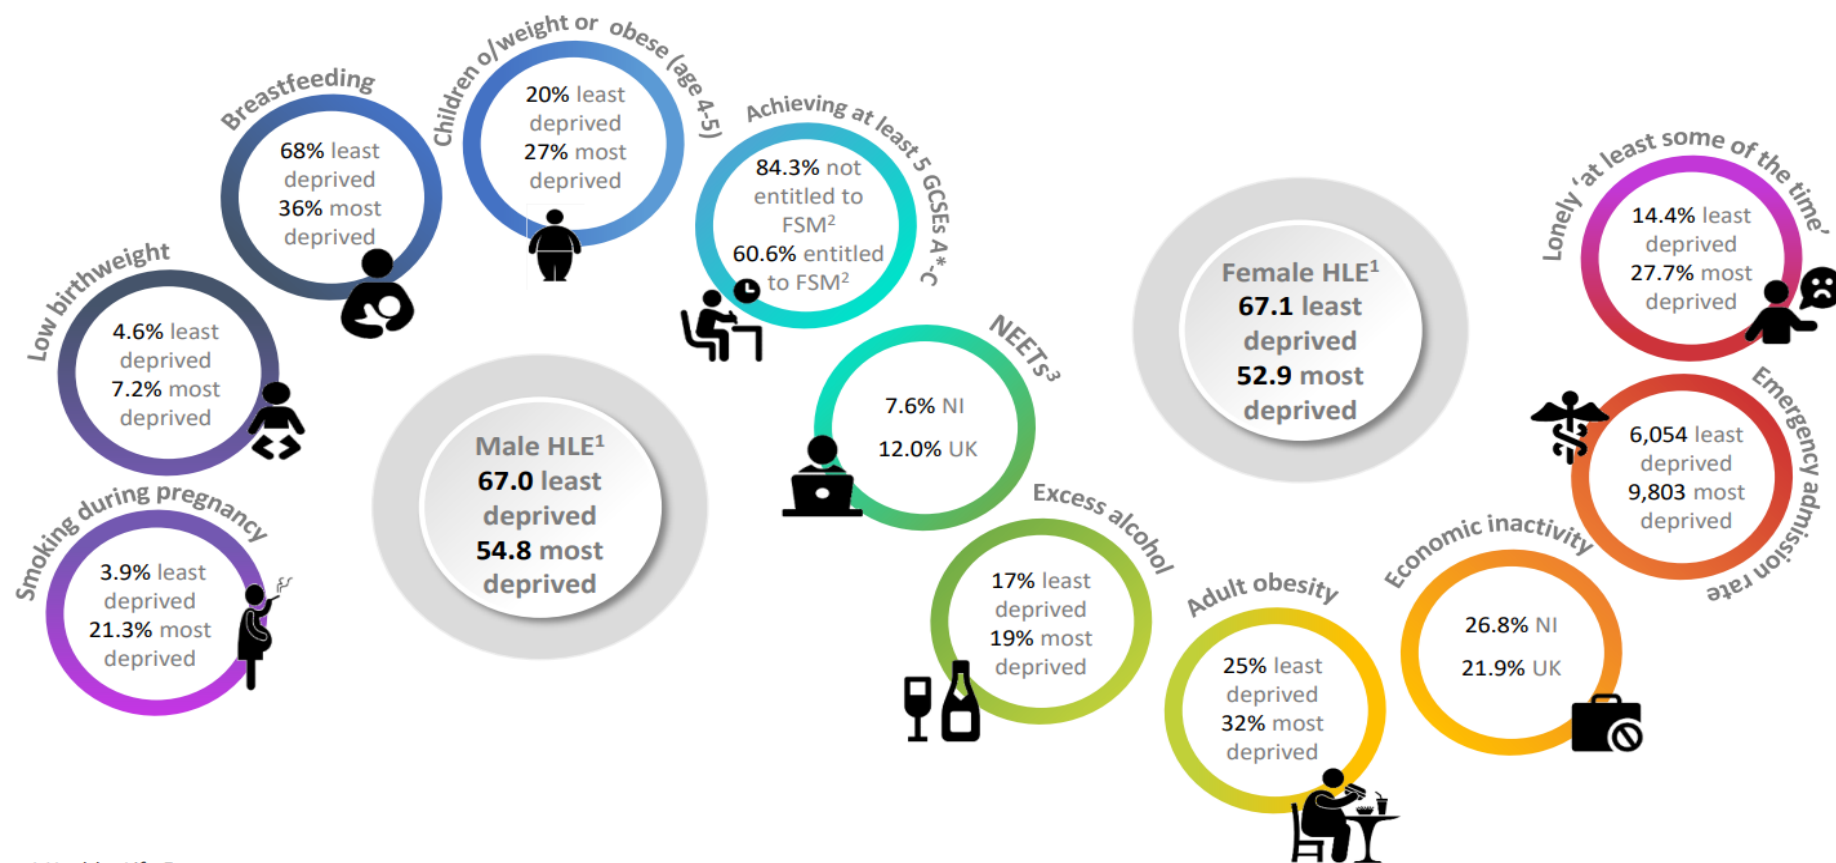 Smoking during pregnancy
3.9% least
deprived
21.3% most
deprived
Low birthweight
4.6% least
deprived
7.2% most
deprived
Breastfeeding
68% least
deprived
36% most
deprived
Children o/weight or obese (age 4-5)
20% least
deprived
27% most
deprived
Achieving at least 5 GCSEs A*-C
84.3% not
entitled to
FSM²
60.6% entitled
to FSM²
Male HLE¹
67.0 least
deprived
54.8 most
deprived
NEETs³
7.6% NI
12.0% UK
Excess alcohol
17% least
deprived
19% most
deprived
Adult obesity
25% least
deprived
32% most
deprived
Female HLE¹
67.1 least
deprived
52.9 most
deprived
Economic inactivity
26.8% NI
21.9% UK
Emergency admission rate
6,054 least
deprived
9,803 most
deprived
Lonely ‘at least some of the time’
14.4% least
deprived
27.7% most
deprived